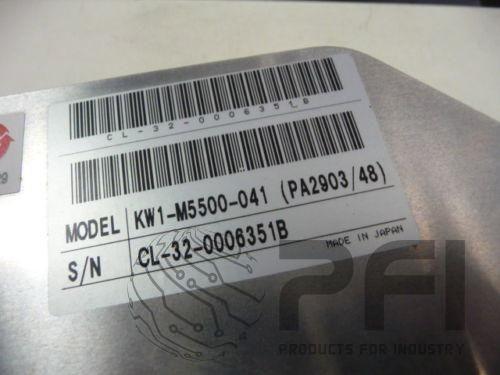 CL-32-0006351B
MODEL KW1-M5500-041 (PA2903/48)
S/N CL-32-0006351B
MADE IN JAPAN
29
PFI
PRODUCTS FOR INDUSTRY